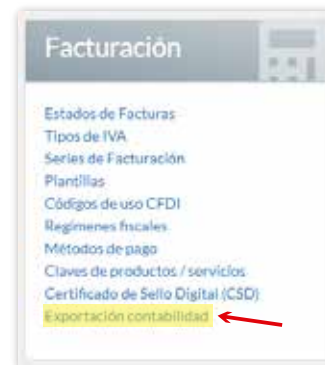 Facturación
Estados de Facturas
Tipos de IVA
Series de Facturación
Plantillas
Códigos de uso CFDI
Regímenes fiscales
Métodos de pago
Claves de productos / servicios
Certificado de Sello Digital (CSD)
Exportación contabilidad